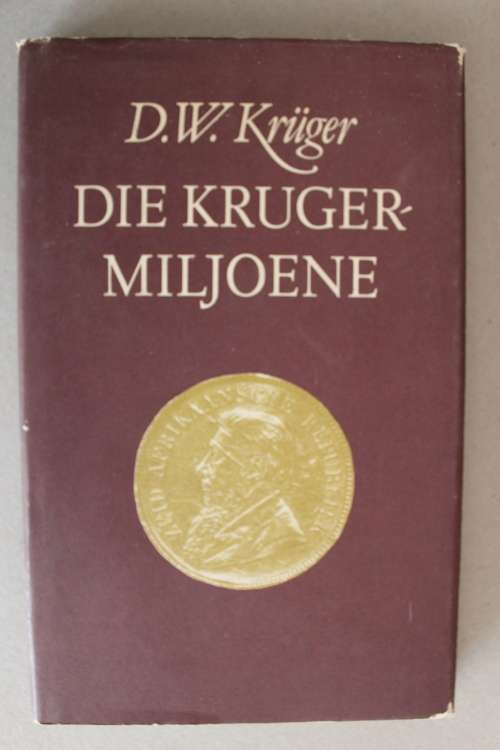 D.W. Krüger
DIE KRUGER-
MILJOENE
ZUID AFRIKAANSCHE REPUBLIEK